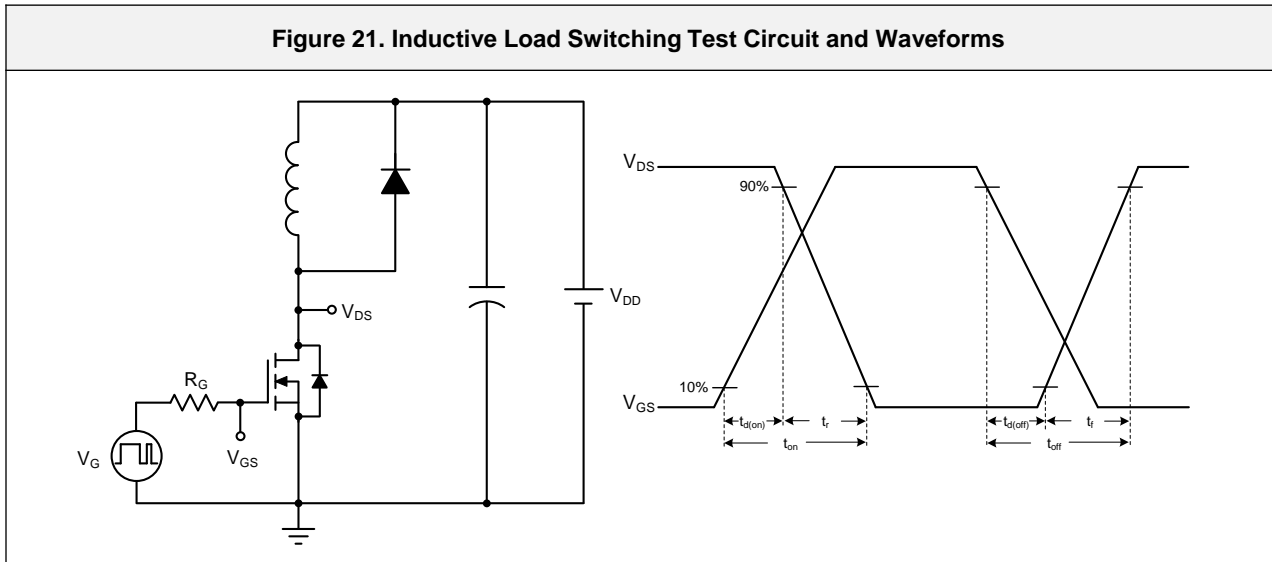 Figure 21. Inductive Load Switching Test Circuit and Waveforms
VDS
VDD
RG
VGS
VG
VDS
90%
10%
VGS
td(on)
tr
td(off)
tf
ton
toff